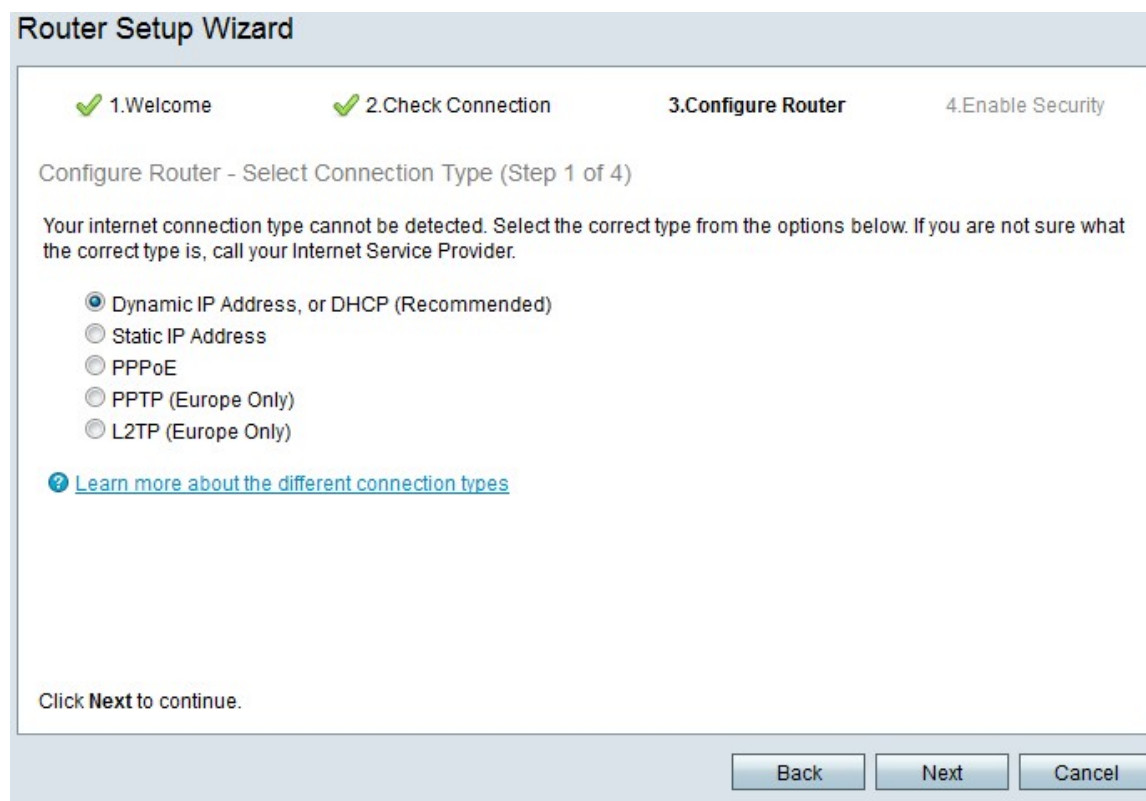 Router Setup Wizard
1.Welcome
2.Check Connection
3.Configure Router
4.Enable Security
Configure Router - Select Connection Type (Step 1 of 4)
Your internet connection type cannot be detected. Select the correct type from the options below. If you are not sure what
the correct type is, call your Internet Service Provider.
Dynamic IP Address, or DHCP (Recommended)
Static IP Address
PPPoE
PPTP (Europe Only)
L2TP (Europe Only)
Learn more about the different connection types
Click Next to continue.
Back
Next
Cancel